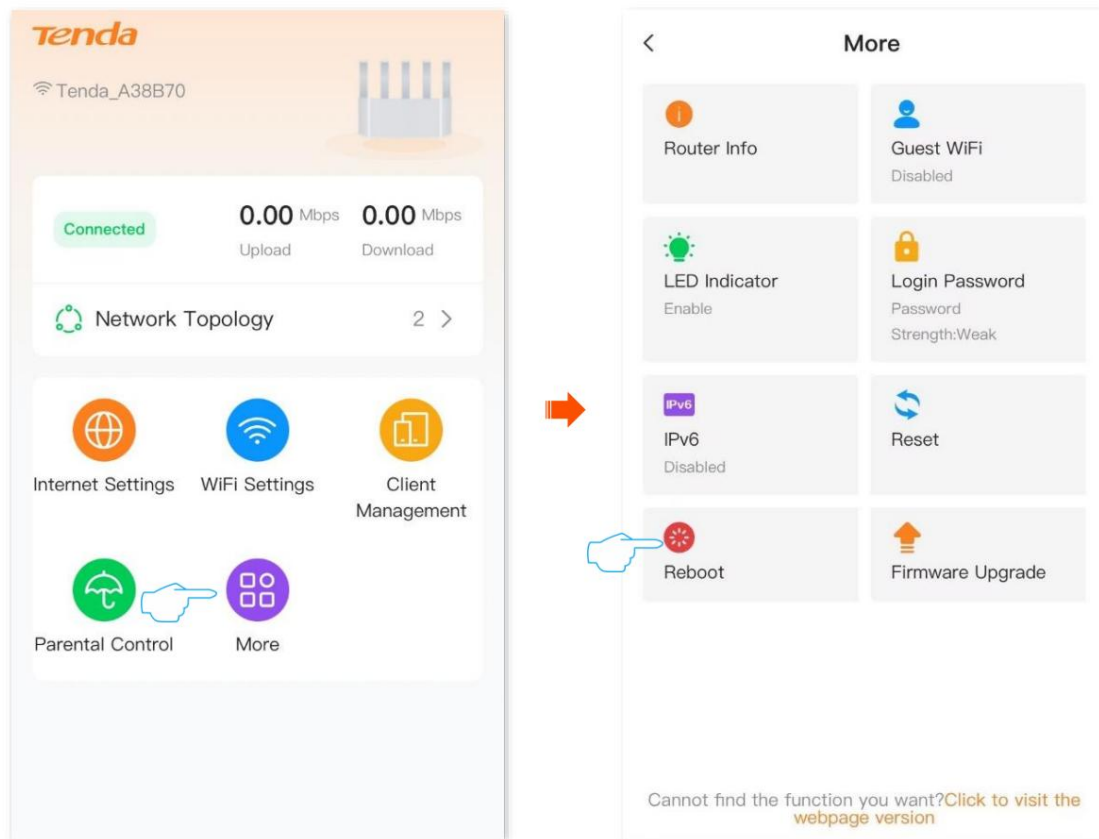 Tenda
Tenda_A38B70
Connected
0.00 Mbps
Upload
0.00 Mbps
Download
Network Topology
2
Internet Settings
WiFi Settings
Client
Management
Parental Control
More
More
Router Info
Guest WiFi
Disabled
LED Indicator
Enable
Login Password
Password
Strength:Weak
IPv6
IPv6
Disabled
Reset
Reboot
Firmware Upgrade
Cannot find the function you want?Click to visit the
webpage version